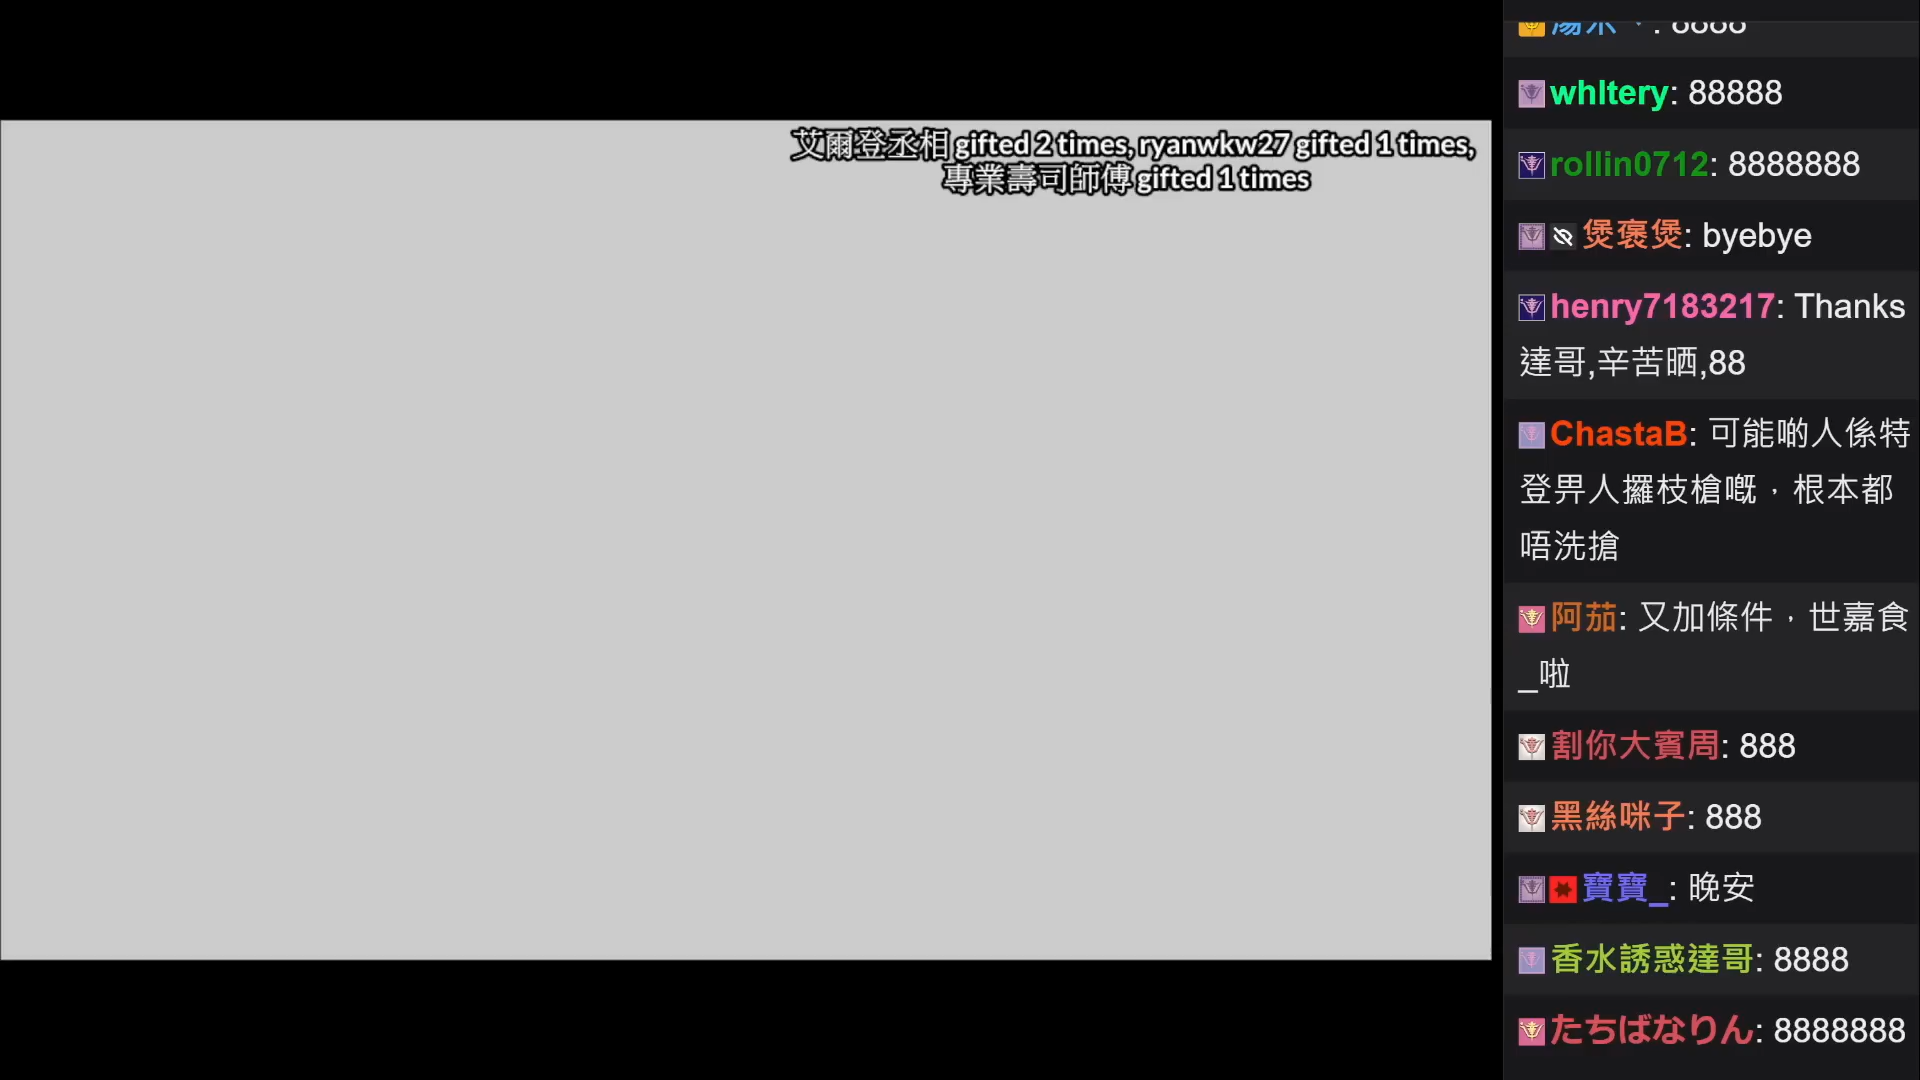 艾爾登丞相 gifted 2 times, ryanwkw27 gifted 1 times,
專業壽司師傅 gifted 1 times
: 8888
whltery: 88888
rollin0712: 8888888
煲褒煲: byebye
henry7183217: Thanks
達哥,辛苦晒,88
ChastaB: 可能啲人係特
登畀人攞枝槍嘅，根本都
唔洗搶
阿茄: 又加條件，世嘉食
_啦
割你大賓周: 888
黑絲咪子: 888
寶寶_: 晚安
香水誘惑達哥: 8888
たちばなりん: 8888888